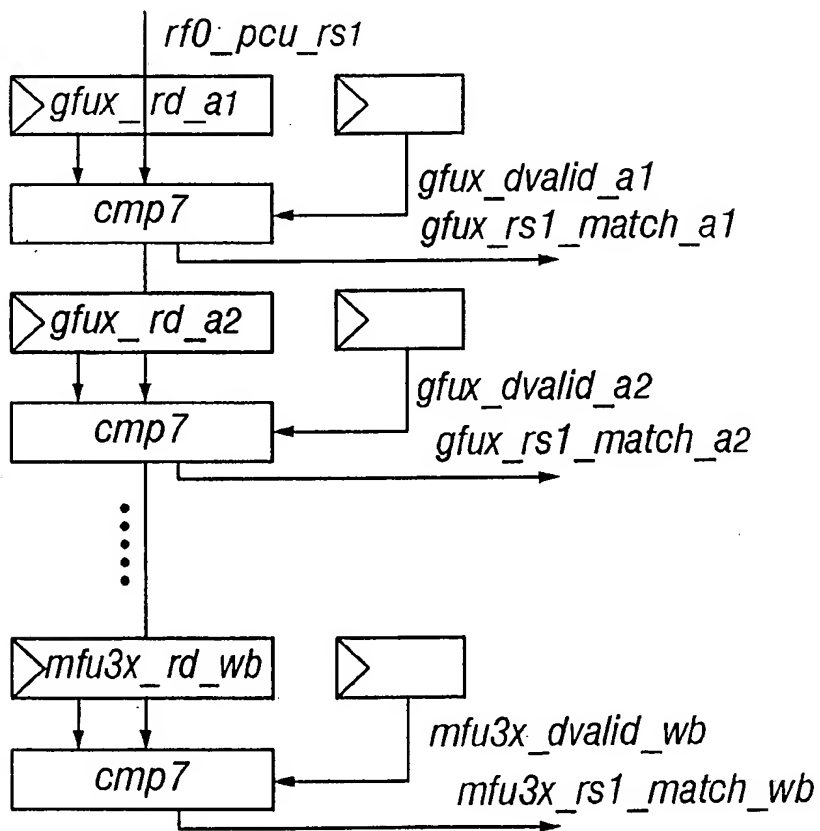 rf0_pcu_rs1
gfux_rd_a1
cmp7
gfux_dvalid_a1
gfux_rs1_match_a1
gfux_rd_a2
cmp7
gfux_dvalid_a2
gfux_rs1_match_a2
mfu3x_rd_wb
cmp7
mfu3x_dvalid_wb
mfu3x_rs1_match_wb